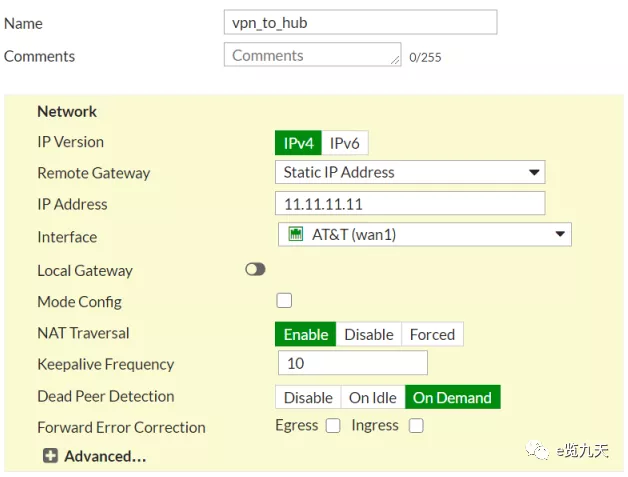 Name vpn_to_hub
Comments Comments 0/255
Network
IP Version IPv4 IPv6
Remote Gateway Static IP Address
IP Address 11.11.11.11
Interface AT&T (wan1)
Local Gateway
Mode Config
NAT Traversal Enable Disable Forced
Keepalive Frequency 10
Dead Peer Detection Disable On Idle On Demand
Forward Error Correction Egress Ingress
Advanced...
e览九天